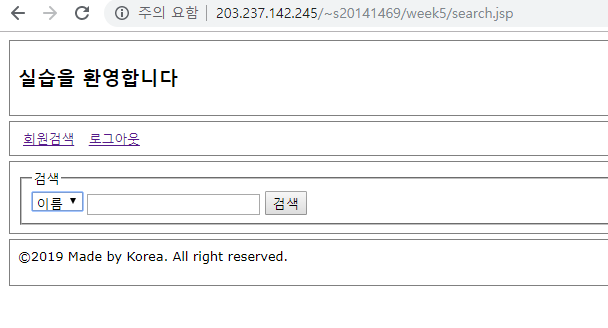 주의 요함 203.237.142.245/~s20141469/week5/search.jsp
실습을 환영합니다
회원검색 로그아웃
검색
이름 검색
©2019 Made by Korea. All right reserved.